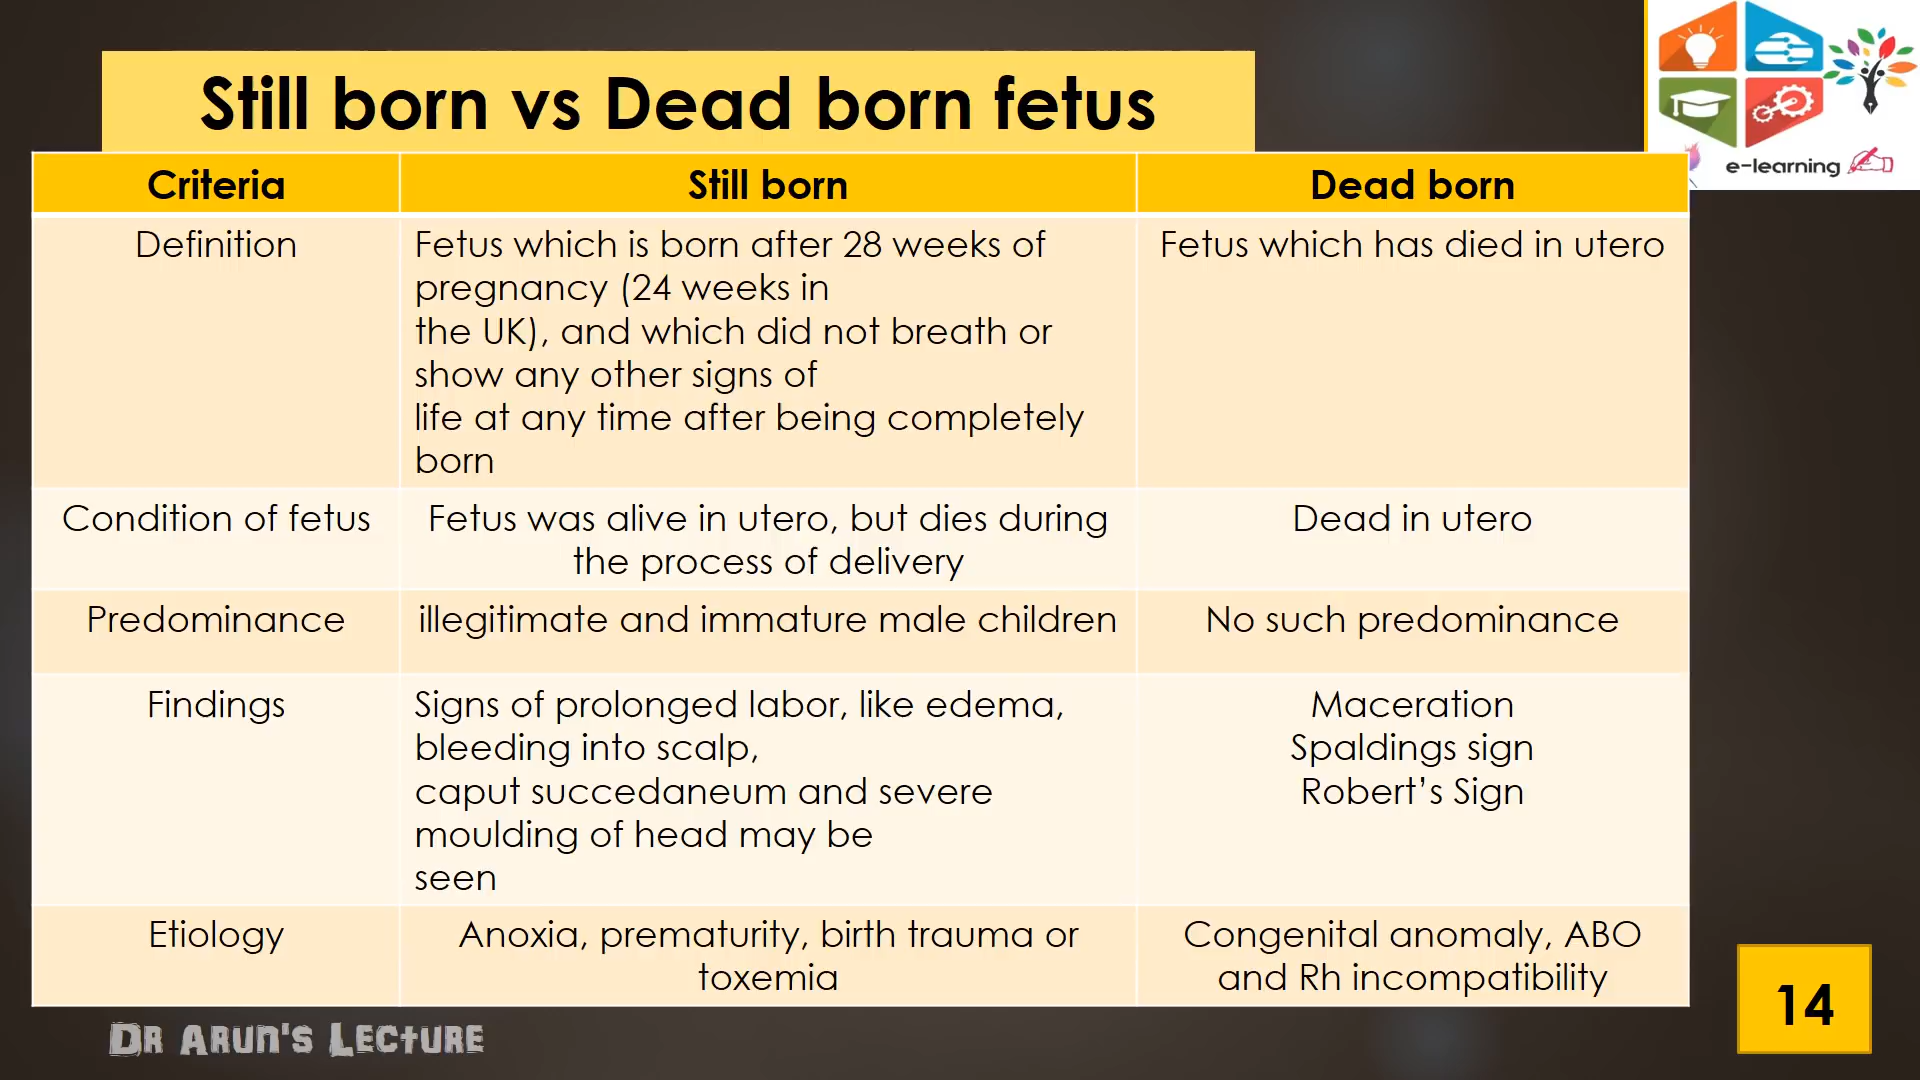 Still born vs Dead born fetus
e-learning
Criteria
Still born
Dead born
Definition
Fetus which is born after 28 weeks of
pregnancy (24 weeks in
the UK), and which did not breath or
show any other signs of
life at any time after being completely
born
Fetus which has died in utero
Condition of fetus
Fetus was alive in utero, but dies during
the process of delivery
Dead in utero
Predominance
illegitimate and immature male children
No such predominance
Findings
Signs of prolonged labor, like edema,
bleeding into scalp,
caput succedaneum and severe
moulding of head may be
seen
Maceration
Spaldings sign
Robert’s Sign
Etiology
Anoxia, prematurity, birth trauma or
toxemia
Congenital anomaly, ABO
and Rh incompatibility
Dr Arun's Lecture
14